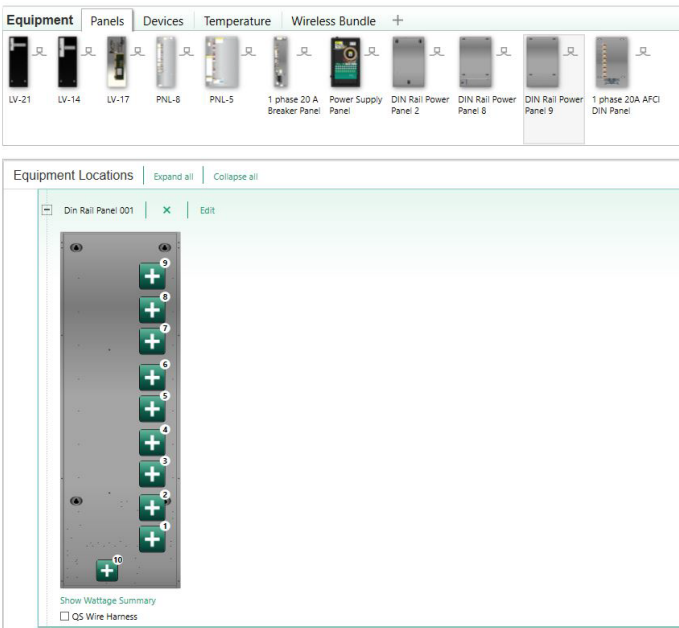 Equipment Panels Devices Temperature Wireless Bundle +
LV-21 LV-14 LV-17 PNL-8 PNL-5 1 phase 20 A Power Supply DIN Rail Power DIN Rail Power DIN Rail Power 1 phase 20A AFCI
Breaker Panel Panel Panel 2 Panel 8 Panel 9 DIN Panel
Equipment Locations Expand all Collapse all
Din Rail Panel 001 Edit
9
8
7
6
5
4
3
2
1
10
Show Wattage Summary
QS Wire Harness